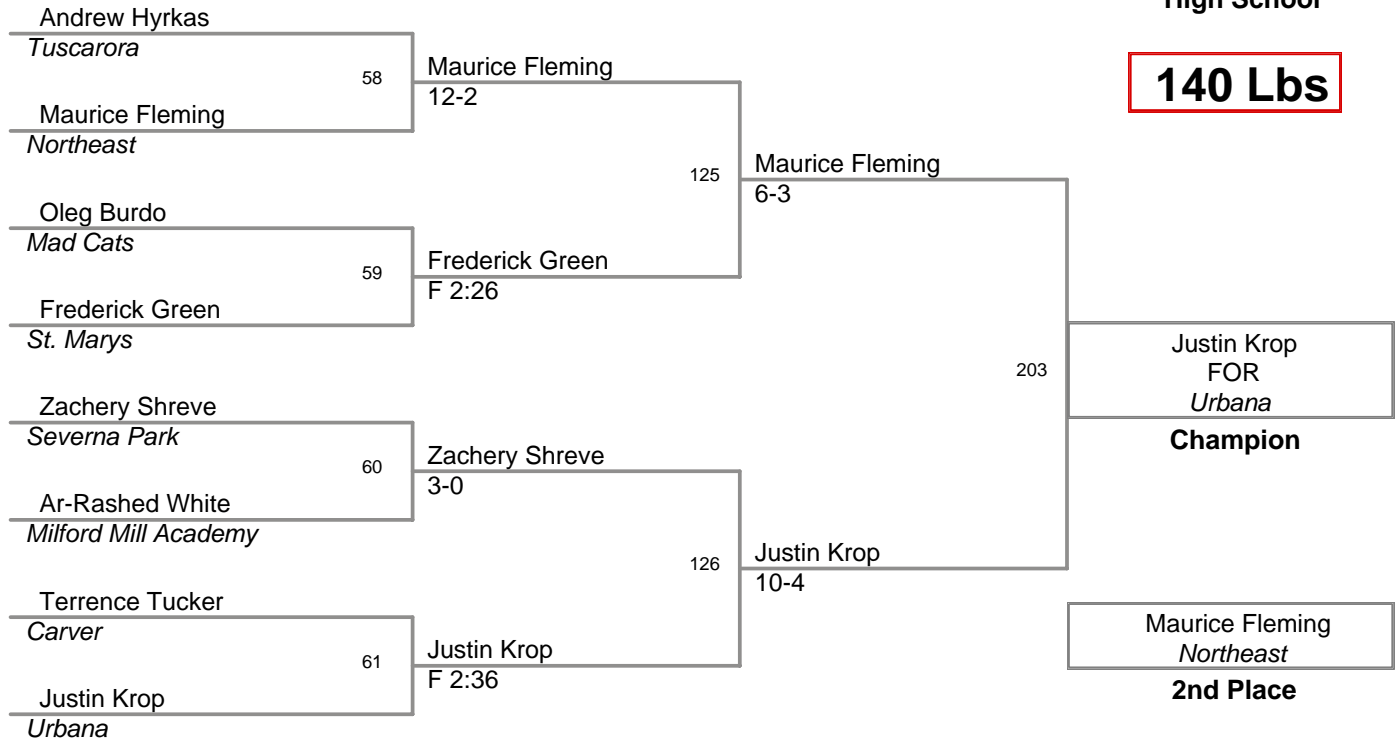 High School
140 Lbs
Andrew Hyrkas
Tuscarora
58
Maurice Fleming
Northeast
Maurice Fleming
12-2
Oleg Burdo
Mad Cats
59
Frederick Green
St. Marys
Frederick Green
F 2:26
125
Maurice Fleming
6-3
Zachery Shreve
Severna Park
60
Ar-Rashed White
Milford Mill Academy
Zachery Shreve
3-0
Terrence Tucker
Carver
61
Justin Krop
Urbana
Justin Krop
F 2:36
126
Justin Krop
10-4
203
Justin Krop
FOR
Urbana
Champion
Maurice Fleming
Northeast
2nd Place